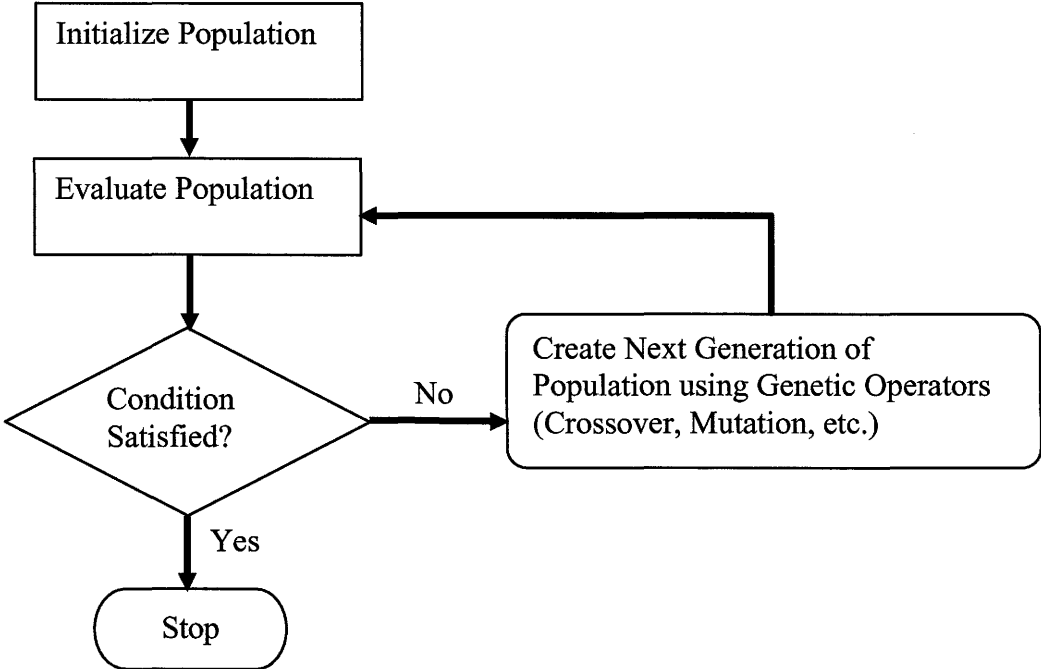 Initialize Population
Evaluate Population
Condition
Satisfied?
No
Create Next Generation of
Population using Genetic Operators
(Crossover, Mutation, etc.)
Yes
Stop